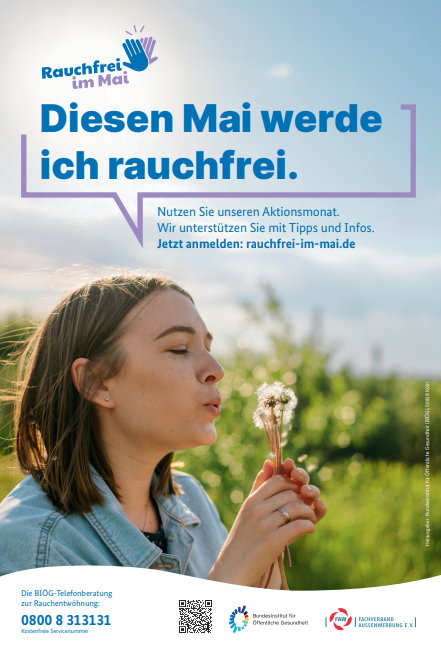 Rauchfrei
im Mai
Diesen Mai werde
ich rauchfrei.
Nutzen Sie unseren Aktionsmonat.
Wir unterstützen Sie mit Tipps und Infos.
Jetzt anmelden: rauchfrei-im-mai.de
Herausgeber: Bundesinstitut für Öffentliche Gesundheit (BIÖG), 50819 Köln
Die BIÖG-Telefonberatung
zur Rauchentwöhnung:
0800 8 313131
Kostenfreie Servicenummer
Bundesinstitut für
Öffentliche Gesundheit
FAW
FACHVERBAND
AUSSENWERBUNG E.V.